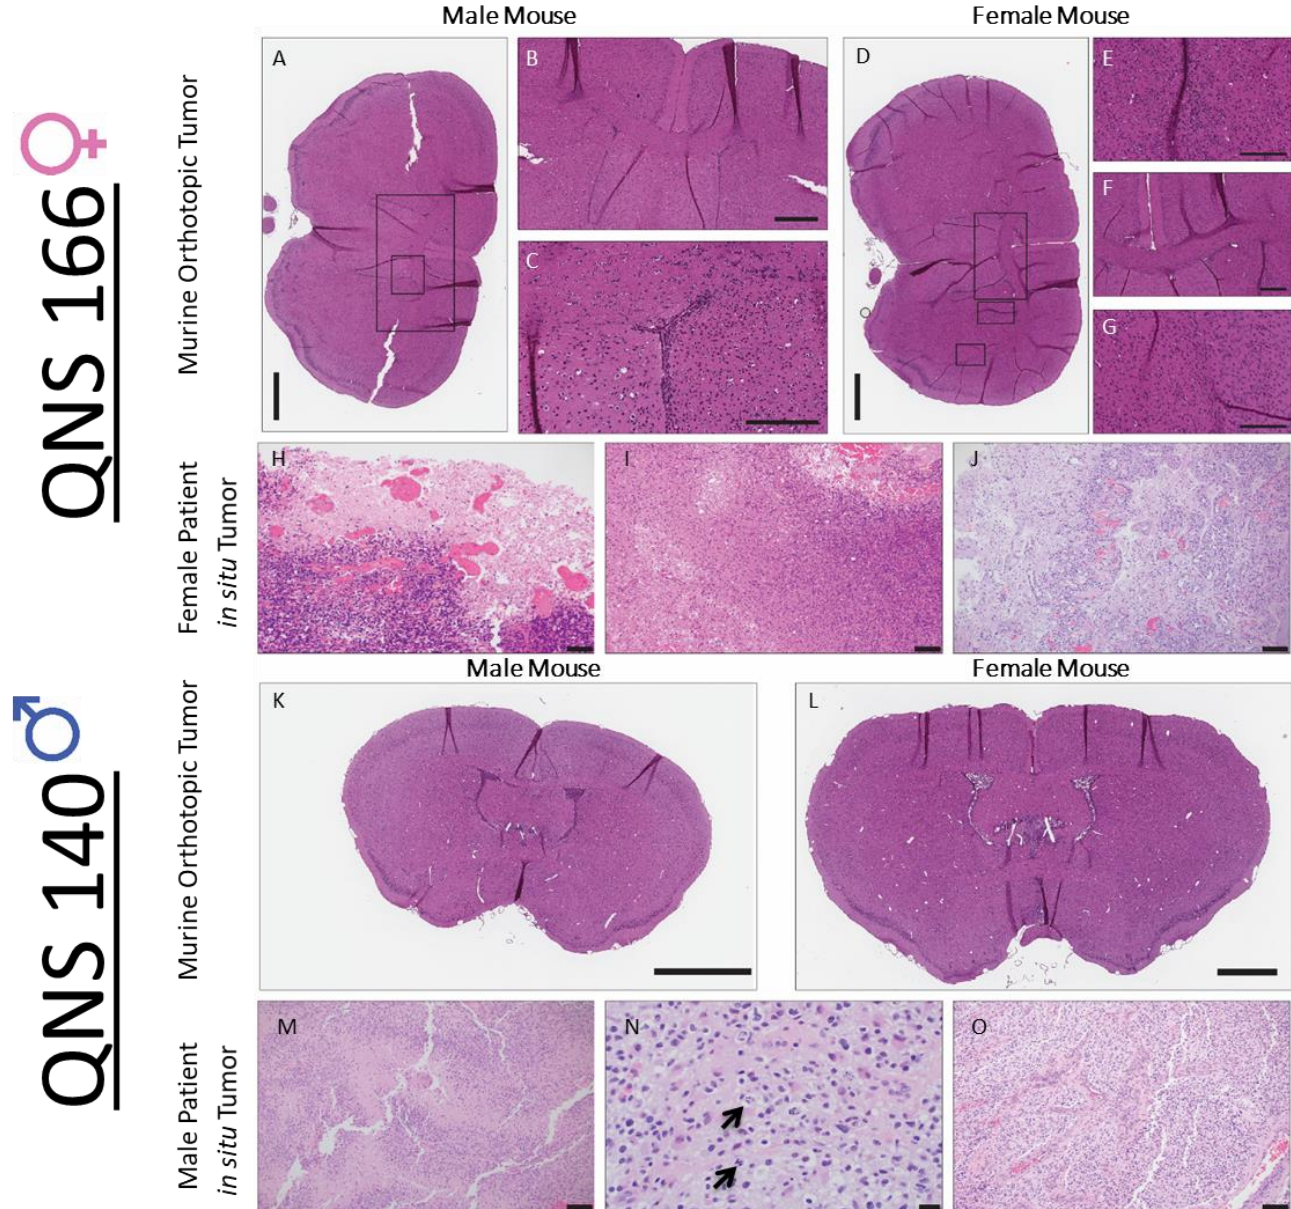 Male Mouse
Female Mouse
QNS 166
Murine Orthotopic Tumor
A
B
C
D
E
F
G
Female Patient
in situ Tumor
H
I
J
Male Mouse
Female Mouse
QNS 140
Murine Orthotopic Tumor
K
L
Male Patient
in situ Tumor
M
N
O